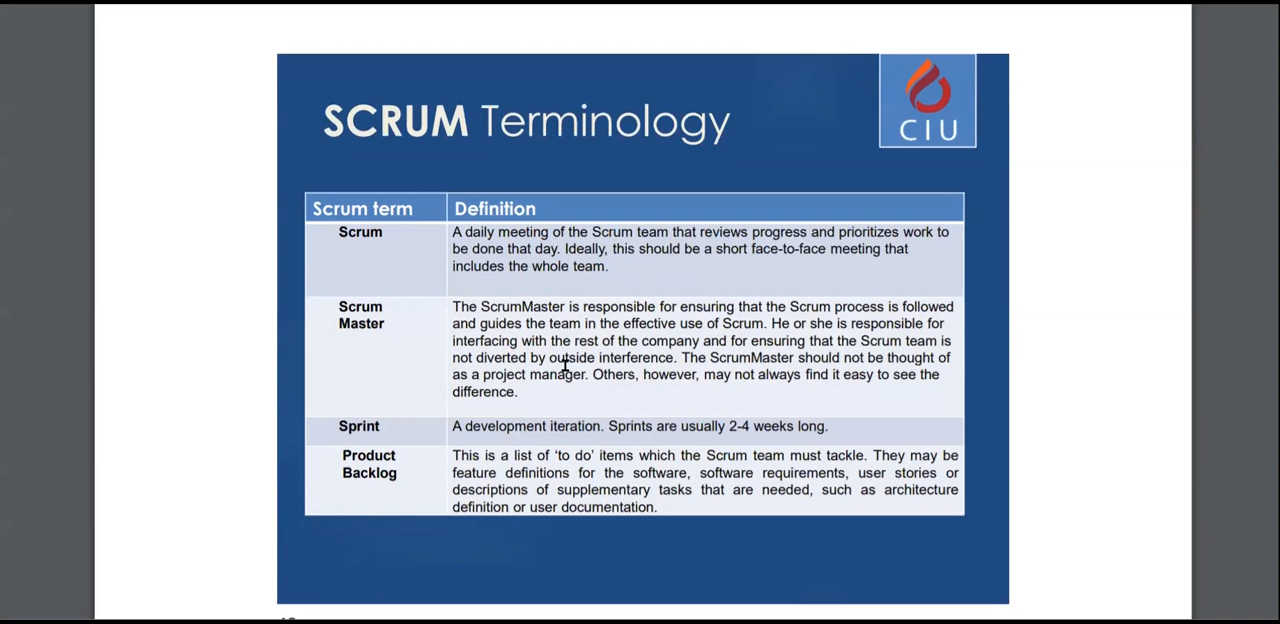 SCRUM Terminology
CIU
Scrum term Definition
Scrum
A daily meeting of the Scrum team that reviews progress and prioritizes work to
be done that day. Ideally, this should be a short face-to-face meeting that
includes the whole team.
Scrum
Master
The ScrumMaster is responsible for ensuring that the Scrum process is followed
and guides the team in the effective use of Scrum. He or she is responsible for
interfacing with the rest of the company and for ensuring that the Scrum team is
not diverted by outside interference. The ScrumMaster should not be thought of
as a project manager. Others, however, may not always find it easy to see the
difference.
Sprint
A development iteration. Sprints are usually 2-4 weeks long.
Product
Backlog
This is a list of ‘to do’ items which the Scrum team must tackle. They may be
feature definitions for the software, software requirements, user stories or
descriptions of supplementary tasks that are needed, such as architecture
definition or user documentation.